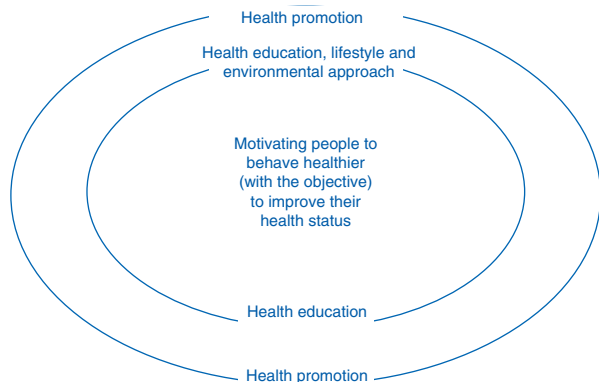 Health promotion
Health education, lifestyle and
environmental approach
Motivating people to
behave healthier
(with the objective)
to improve their
health status
Health education
Health promotion